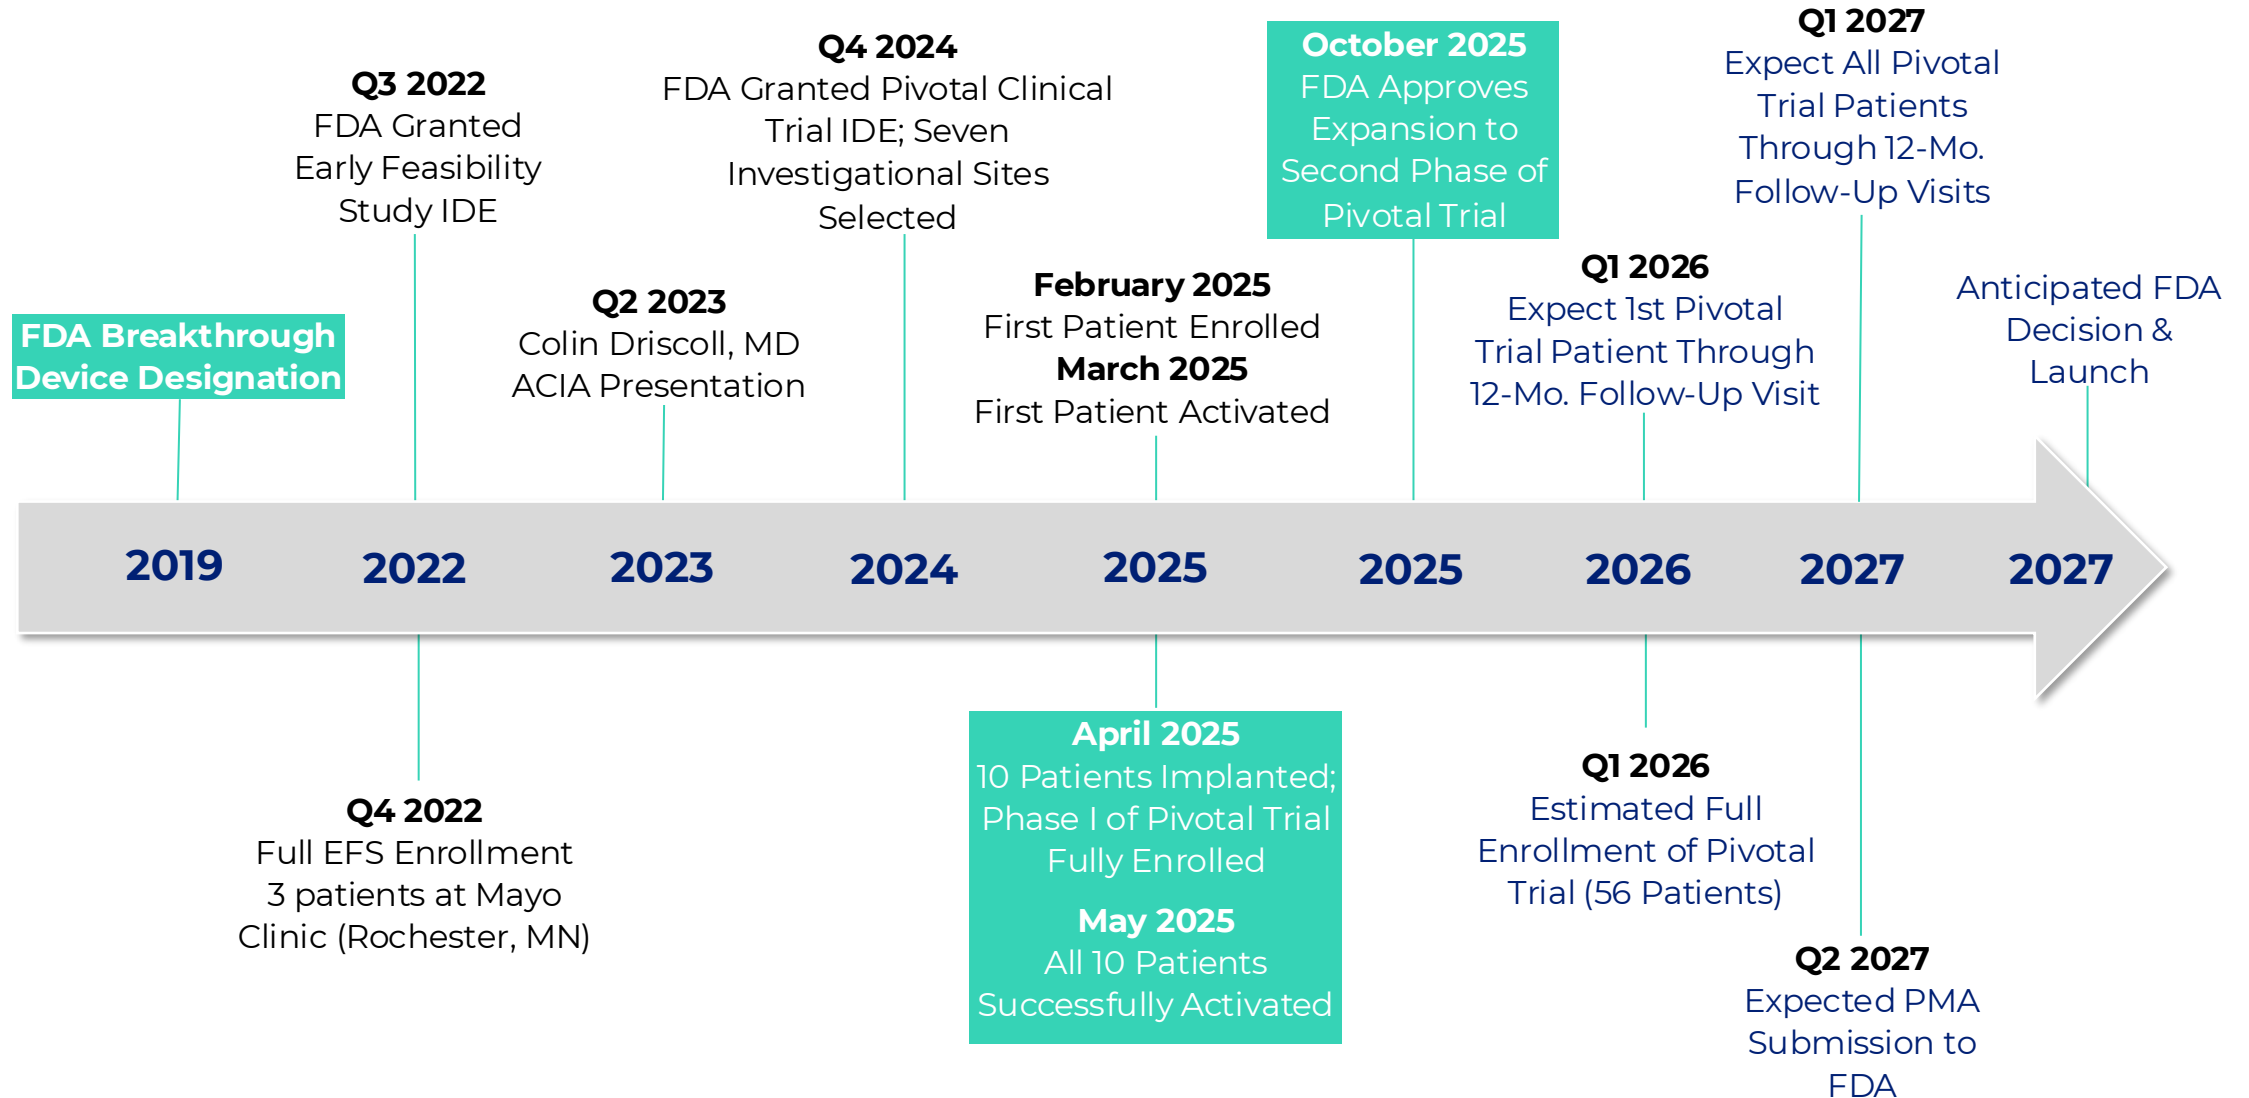 FDA Breakthrough
Device Designation
Q3 2022
FDA Granted
Early Feasibility
Study IDE
Q2 2023
Colin Driscoll, MD
ACIA Presentation
Q4 2024
FDA Granted Pivotal Clinical
Trial IDE; Seven
Investigational Sites
Selected
February 2025
First Patient Enrolled
March 2025
First Patient Activated
October 2025
FDA Approves
Expansion to
Second Phase of
Pivotal Trial
Q1 2026
Expect 1st Pivotal
Trial Patient Through
12-Mo. Follow-Up Visit
Q1 2027
Expect All Pivotal
Trial Patients
Through 12-Mo.
Follow-Up Visits
Anticipated FDA
Decision &
Launch
2019
2022
2023
2024
2025
2025
2026
2027
2027
Q4 2022
Full EFS Enrollment
3 patients at Mayo
Clinic (Rochester, MN)
April 2025
10 Patients Implanted;
Phase I of Pivotal Trial
Fully Enrolled
May 2025
All 10 Patients
Successfully Activated
Q1 2026
Estimated Full
Enrollment of Pivotal
Trial (56 Patients)
Q2 2027
Expected PMA
Submission to
FDA